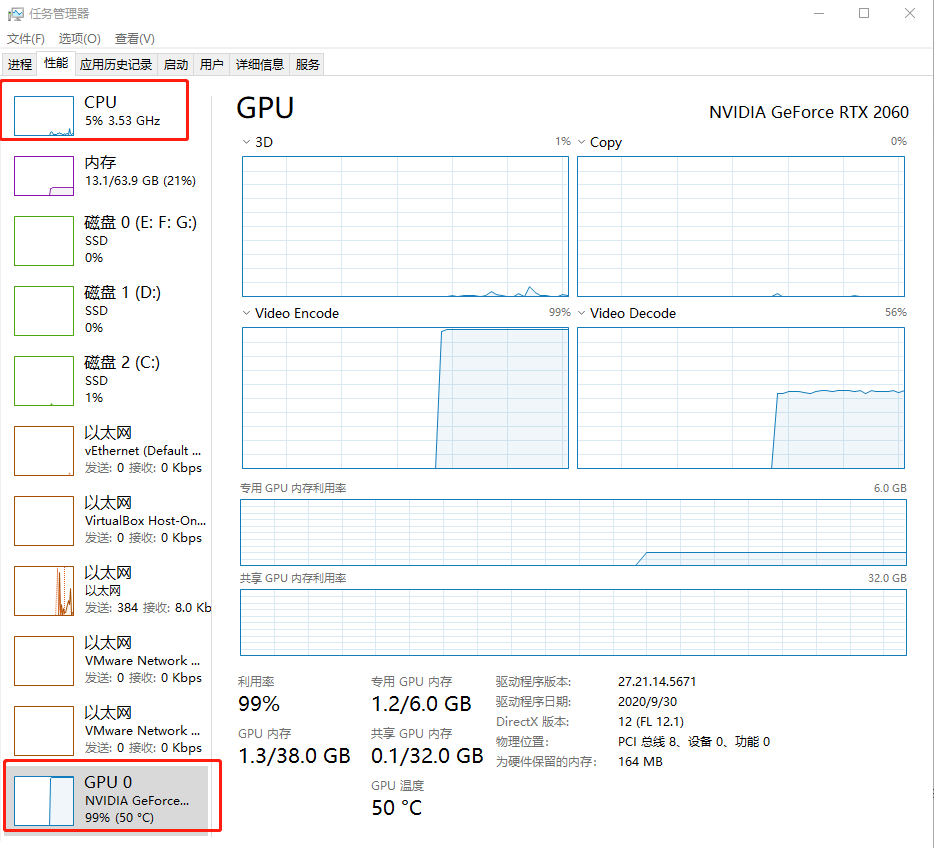 任务管理器
文件(F) 选项(O) 查看(V)
进程 性能 应用历史记录 启动 用户 详细信息 服务
CPU
5% 3.53 GHz
内存
13.1/63.9 GB (21%)
磁盘 0 (E: F: G:)
SSD
0%
磁盘 1 (D:)
SSD
0%
磁盘 2 (C:)
SSD
1%
以太网
vEthernet (Default ...
发送: 0 接收: 0 Kbps
以太网
VirtualBox Host-On...
发送: 0 接收: 0 Kbps
以太网
以太网
发送: 384 接收: 8.0 Kb
以太网
VMware Network ...
发送: 0 接收: 0 Kbps
以太网
VMware Network ...
发送: 0 接收: 0 Kbps
GPU 0
NVIDIA GeForce...
99% (50 °C)
GPU NVIDIA GeForce RTX 2060
3D 1% Copy 0%
Video Encode 99% Video Decode 56%
专用 GPU 内存利用率 6.0 GB
共享 GPU 内存利用率 32.0 GB
利用率
99%
GPU 内存
1.3/38.0 GB
专用 GPU 内存
1.2/6.0 GB
共享 GPU 内存
0.1/32.0 GB
GPU 温度
50 °C
驱动程序版本: 27.21.14.5671
驱动程序日期: 2020/9/30
DirectX 版本: 12 (FL 12.1)
物理位置: PCI 总线 8、设备 0、功能 0
为硬件保留的内存: 164 MB